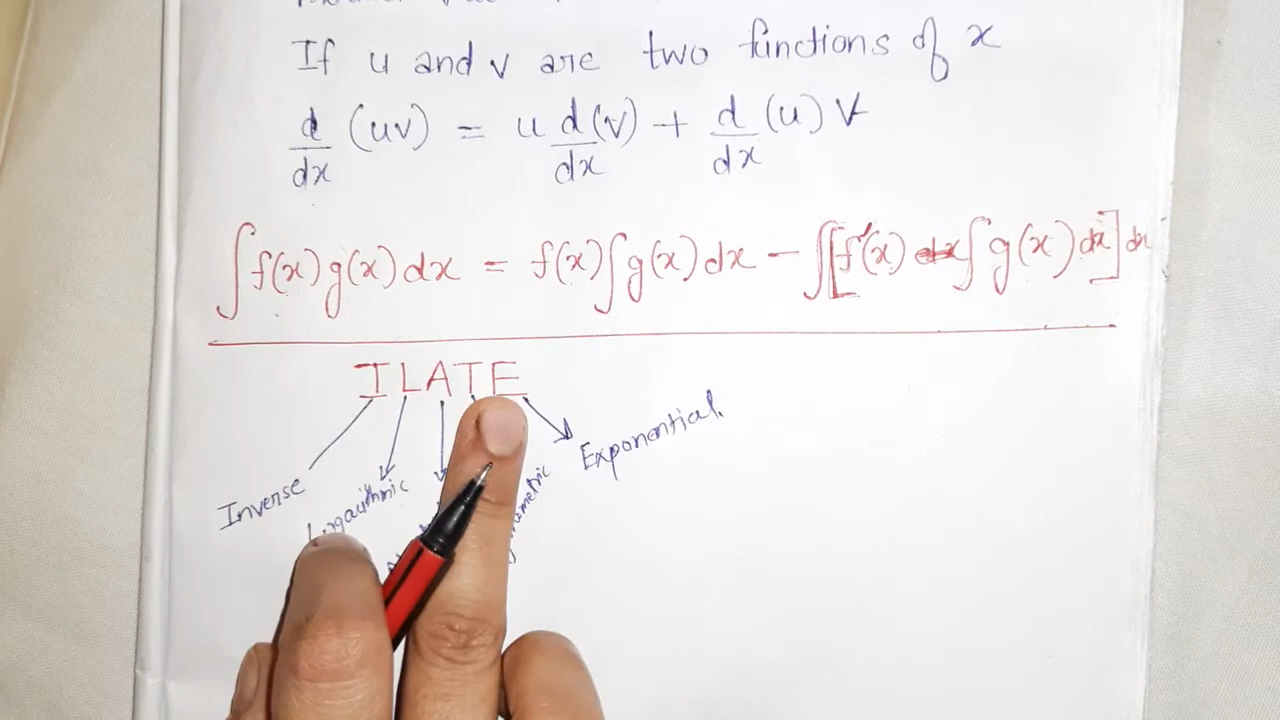 If u and v are two functions of x
d/dx (uv) = u d/dx (v) + d/dx (u) v
∫f(x)g(x)dx = f(x)∫g(x)dx - ∫[f'(x) ∫g(x)dx]dx
ILATE
Exponential.
Inverse
Logarithmic